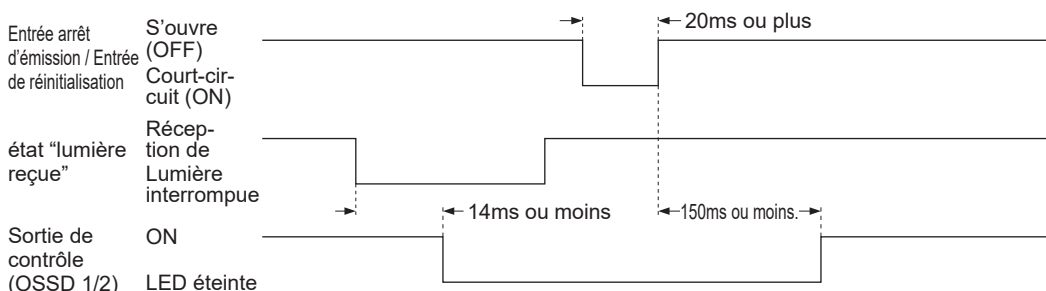 Entrée arrêt
d’émission / Entrée
de réinitialisation
S’ouvre
(OFF)
Court-cir-
cuit (ON)
20ms ou plus
état “lumière
reçue”
Récep-
tion de
Lumière
interrompue
14ms ou moins
150ms ou moins.
Sortie de
contrôle
(OSSD 1/2)
ON
LED éteinte